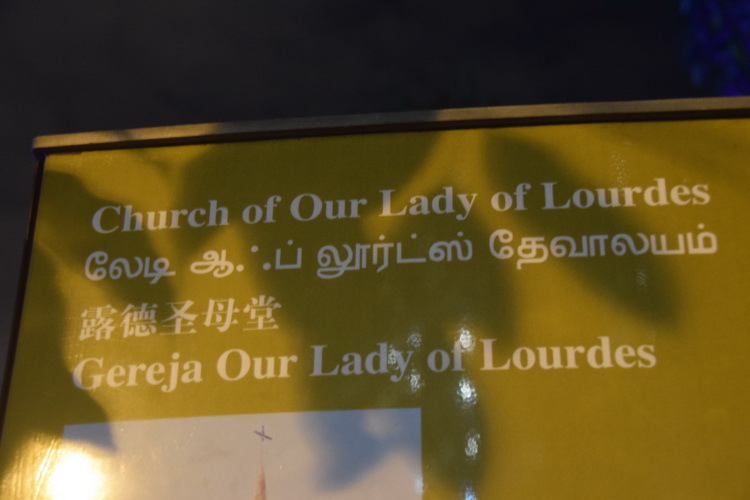 Church of Our Lady of Lourdes
லேடி ஆஃப் லூர்ட்ஸ் தேவாலயம்
露德圣母堂
Gereja Our Lady of Lourdes